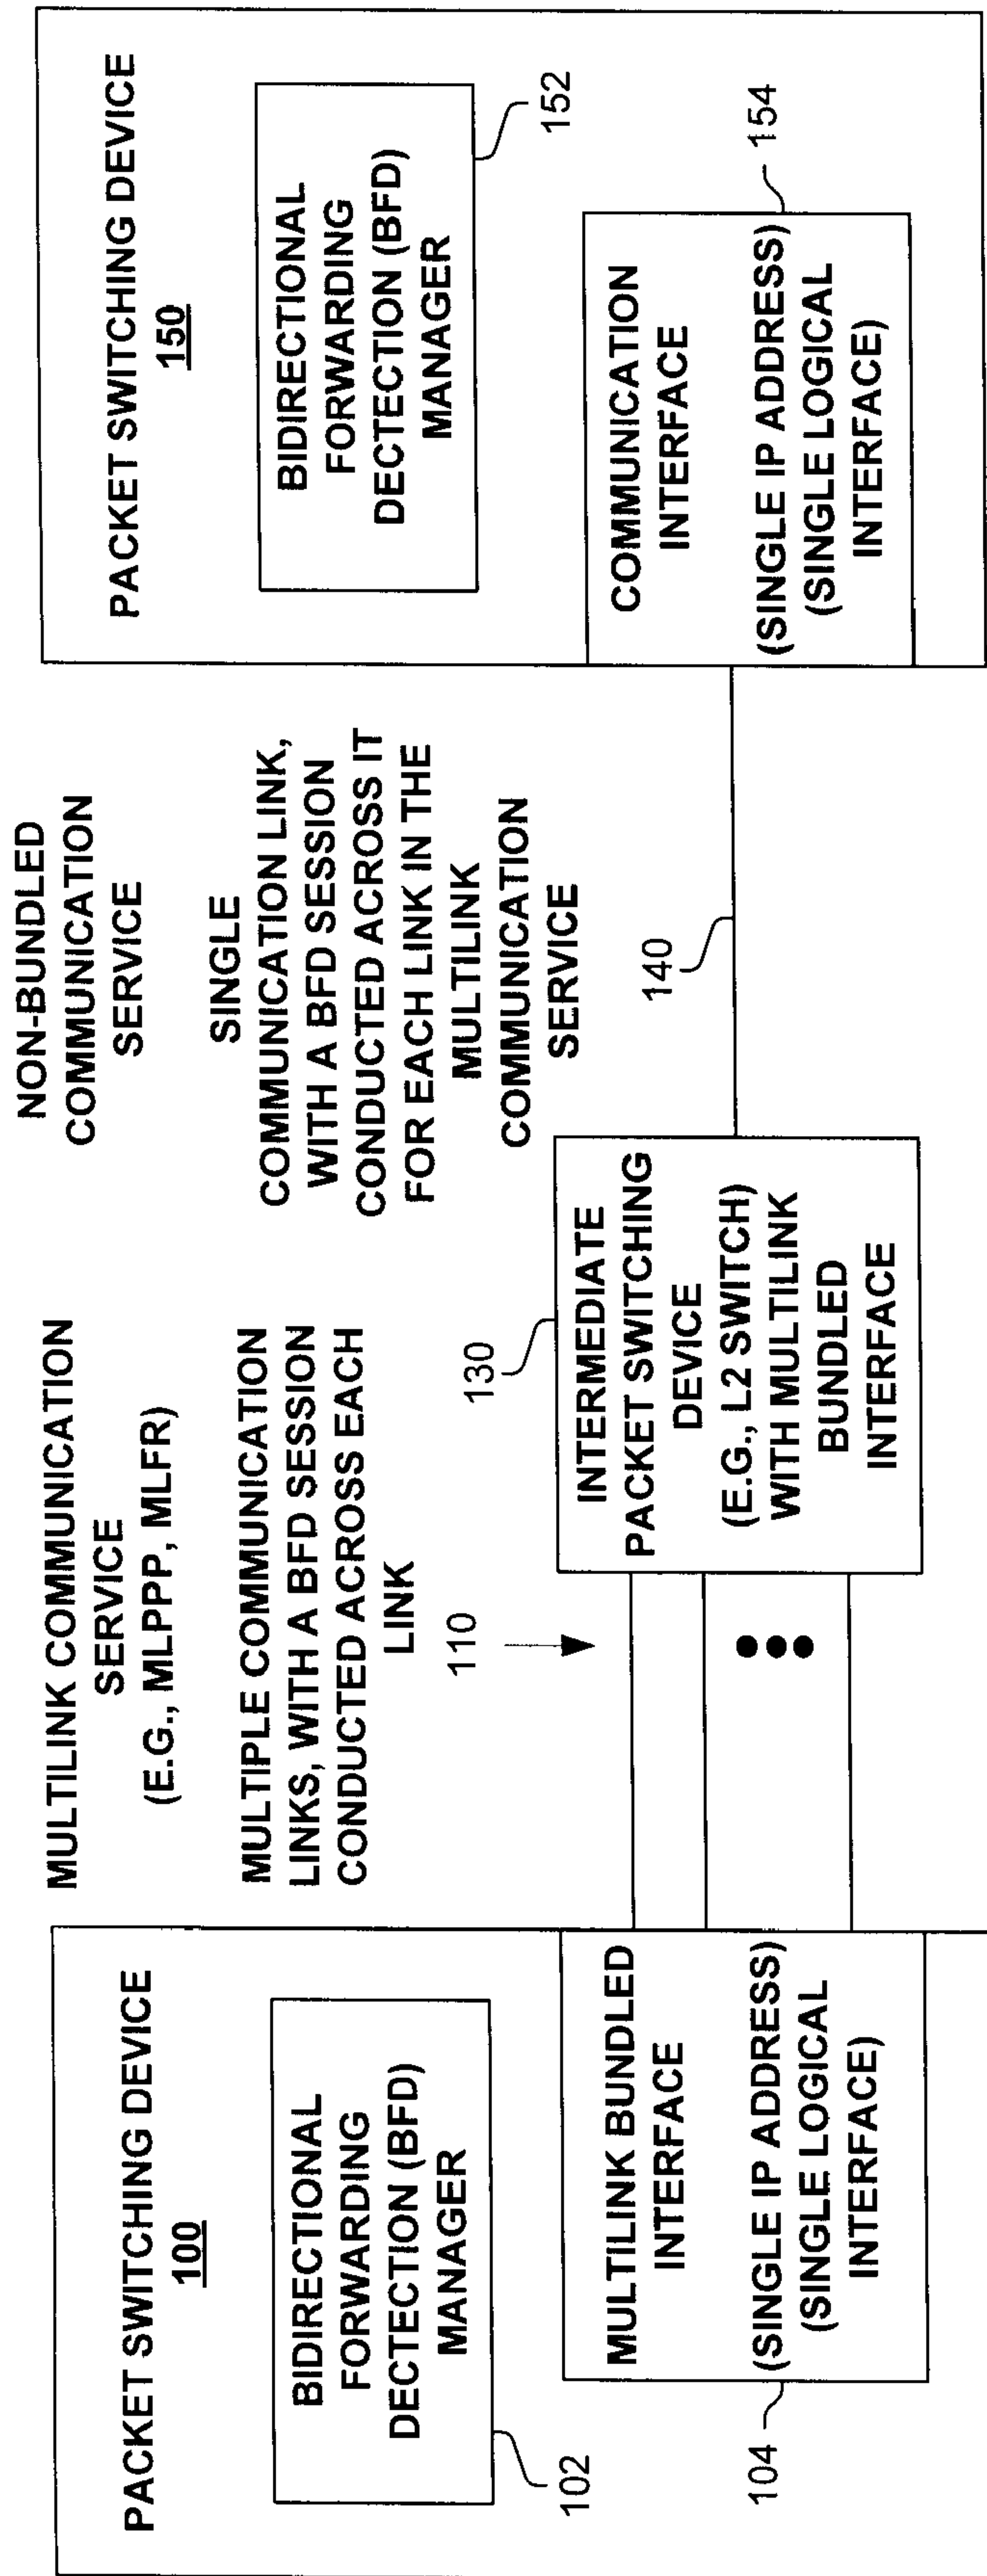 PACKET SWITCHING DEVICE
100
BIDIRECTIONAL
FORWARDING
DECTECTION (BFD)
MANAGER
102
MULTILINK BUNDLED
INTERFACE
(SINGLE IP ADDRESS)
(SINGLE LOGICAL
INTERFACE)
104
MULTILINK COMMUNICATION
SERVICE
(E.G., MLPPP, MLFR)
MULTIPLE COMMUNICATION
LINKS, WITH A BFD SESSION
CONDUCTED ACROSS EACH
LINK
110
130
INTERMEDIATE
PACKET SWITCHING
DEVICE
(E.G., L2 SWITCH)
WITH MULTILINK
BUNDLED
INTERFACE
NON-BUNDLED
COMMUNICATION
SERVICE
SINGLE
COMMUNICATION LINK,
WITH A BFD SESSION
CONDUCTED ACROSS IT
FOR EACH LINK IN THE
MULTILINK
COMMUNICATION
SERVICE
140
PACKET SWITCHING DEVICE
150
BIDIRECTIONAL
FORWARDING
DECTECTION (BFD)
MANAGER
152
COMMUNICATION
INTERFACE
(SINGLE IP ADDRESS)
(SINGLE LOGICAL
INTERFACE)
154